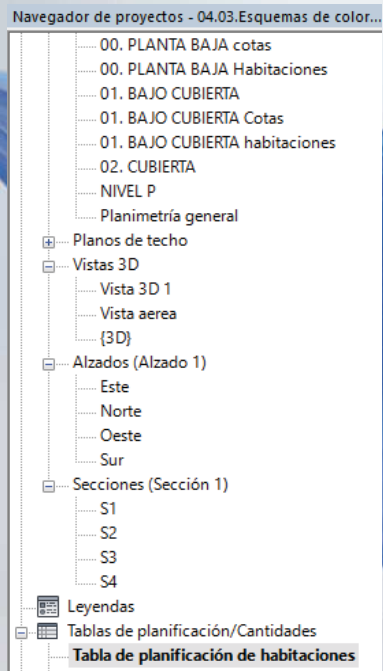 Navegador de proyectos - 04.03.Esquemas de color...
00. PLANTA BAJA cotas
00. PLANTA BAJA Habitaciones
01. BAJO CUBIERTA
01. BAJO CUBIERTA Cotas
01. BAJO CUBIERTA habitaciones
02. CUBIERTA
NIVEL P
Planimetría general
Planos de techo
Vistas 3D
Vista 3D 1
Vista aerea
{3D}
Alzados (Alzado 1)
Este
Norte
Oeste
Sur
Secciones (Sección 1)
S1
S2
S3
S4
Leyendas
Tablas de planificación/Cantidades
Tabla de planificación de habitaciones